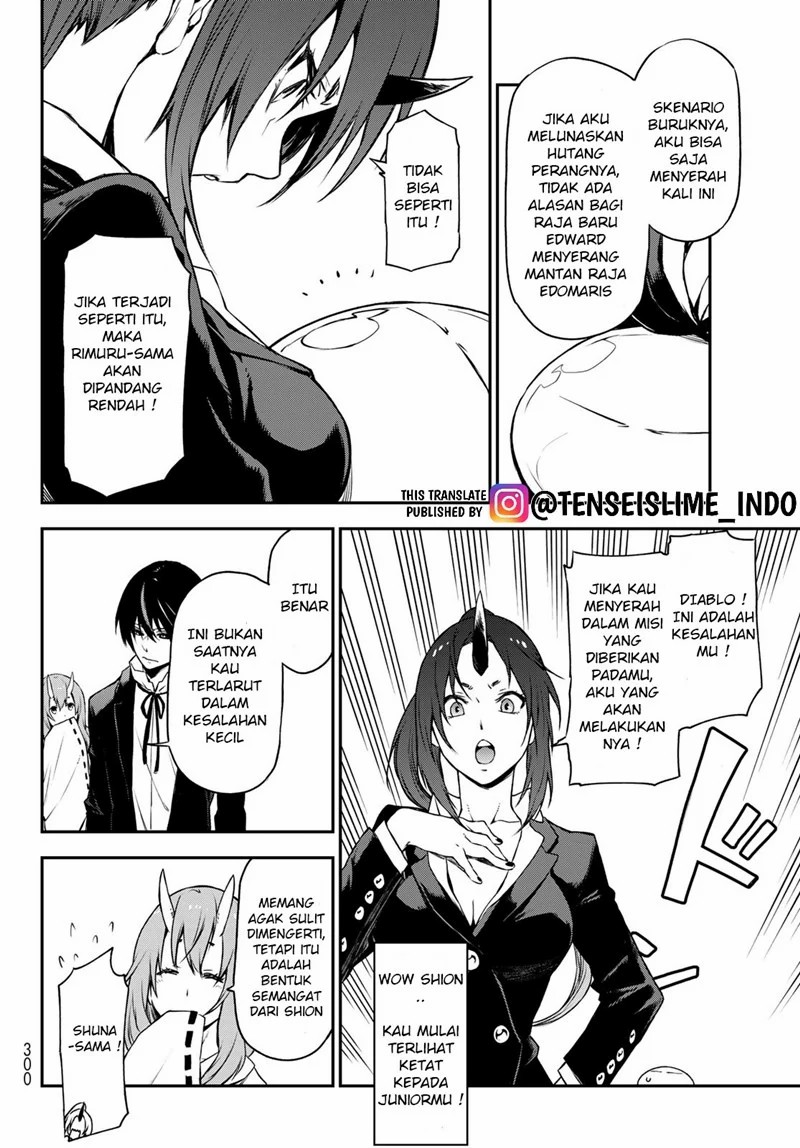 SKENARIO
BURUKNYA,
AKU BISA
SAJA
MENYERAH
KALI INI
JIKA AKU
MELUNASKAN
HUTANG
PERANGNYA,
TIDAK ADA
ALASAN BAGI
RAJA BARU
EDWARD
MENYERANG
MANTAN RAJA
EDOMARIS
TIDAK
BISA
SEPERTI
ITU !
JIKA TERJADI
SEPERTI ITU,
MAKA
RIMURU-SAMA
AKAN
DIPANDANG
RENDAH !
THIS TRANSLATE
PUBLISHED BY
@TENSEISLIME_INDO
DIABLO !
INI ADALAH
KESALAHAN
MU !
JIKA KAU
MENYERAH
DALAM MISI
YANG
DIBERIKAN
PADAMU,
AKU YANG
AKAN
MELAKUKAN
NYA !
ドド
WOW SHION
..
KAU MULAI
TERLIHAT
KETAT
KEPADA
JUNIORMU !
ITU
BENAR
INI BUKAN
SAATNYA
KAU
TERLARUT
DALAM
KESALAHAN
KECIL
MEMANG
AGAK SULIT
DIMENGERTI,
TETAPI ITU
ADALAH
BENTUK
SEMANGAT
DARI SHION
SHUNA
-SAMA !
300